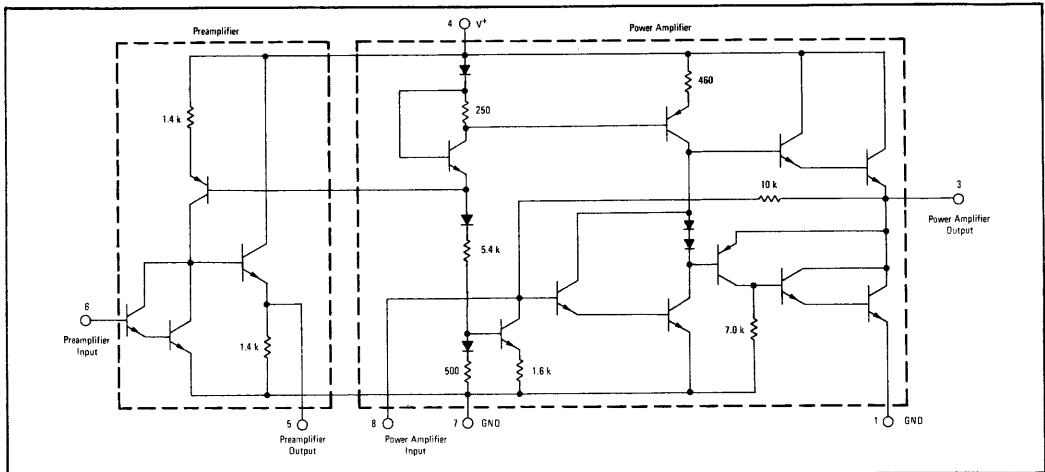 Preamplifier
4 V+
Power Amplifier
460
250
1.4 k
10 k
3
Power Amplifier
Output
5.4 k
6
Preamplifier
Input
7.0 k
1.4 k
500
1.6 k
5
Preamplifier
Output
8
Power Amplifier
Input
7 GND
1 GND